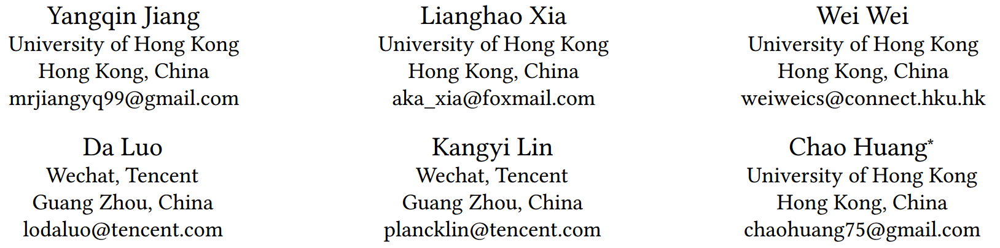 Yangqin Jiang
University of Hong Kong
Hong Kong, China
mrjiangyq99@gmail.com
Lianghao Xia
University of Hong Kong
Hong Kong, China
aka_xia@foxmail.com
Wei Wei
University of Hong Kong
Hong Kong, China
weiweics@connect.hku.hk
Da Luo
Wechat, Tencent
Guang Zhou, China
lodaluo@tencent.com
Kangyi Lin
Wechat, Tencent
Guang Zhou, China
plancklin@tencent.com
Chao Huang*
University of Hong Kong
Hong Kong, China
chaohuang75@gmail.com